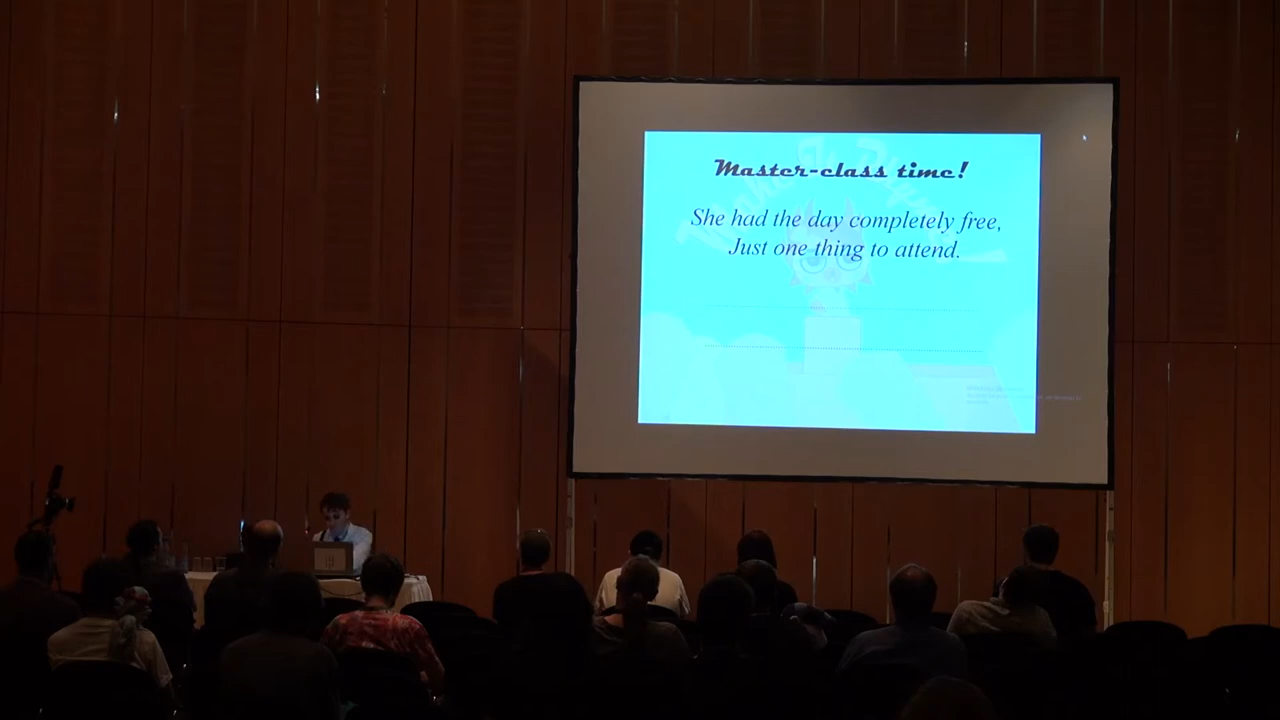 Master-class time!
She had the day completely free,
Just one thing to attend.